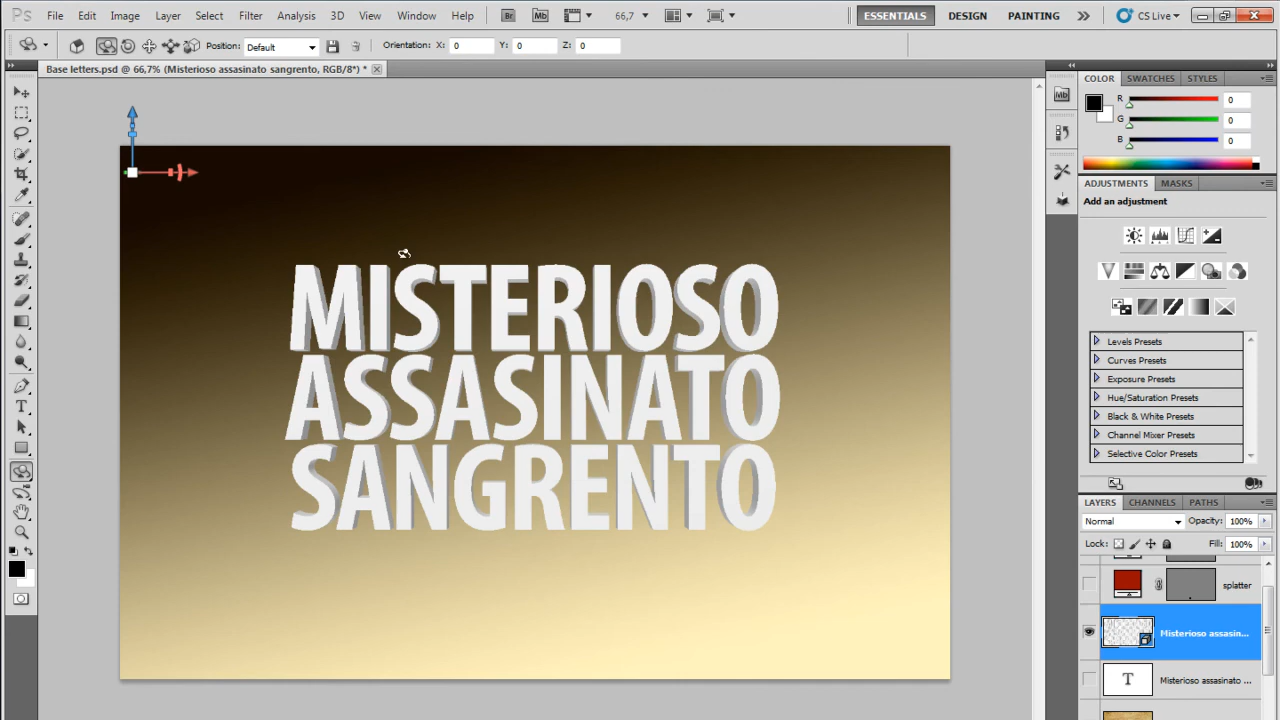 Ps File Edit Image Layer Select Filter Analysis 3D View Window Help Br Mb 66,7 ESSENTIALS DESIGN PAINTING CS Live
Position: Default Orientation: X: 0 Y: 0 Z: 0
Base letters.psd @ 66,7% (Misterioso assasinato sangrento, RGB/8*) *
COLOR SWATCHES STYLES
Mb
R 0
G 0
B 0
ADJUSTMENTS MASKS
Add an adjustment
MISTERIOSO
ASSASINATO
SANGRENTO
Levels Presets
Curves Presets
Exposure Presets
Hue/Saturation Presets
Black & White Presets
Channel Mixer Presets
Selective Color Presets
LAYERS CHANNELS PATHS
Normal Opacity: 100%
Lock: Fill: 100%
splatter
Misterioso assasin...
T Misterioso assasinato ...